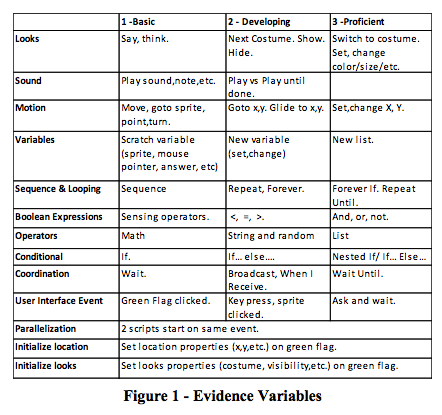 1 -Basic 2 - Developing 3 -Proficient
Looks Say, think. Next Costume. Show. Hide. Switch to costume. Set, change color/size/etc.
Sound Play sound,note,etc. Play vs Play until done.
Motion Move, goto sprite, point,turn. Goto x,y. Glide to x,y. Set,change X, Y.
Variables Scratch variable (sprite, mouse pointer, answer, etc) New variable (set,change) New list.
Sequence & Looping Sequence Repeat, Forever. Forever If. Repeat Until.
Boolean Expressions Sensing operators. <, =, >. And, or, not.
Operators Math String and random List
Conditional If. If... else.... Nested If/ If... Else...
Coordination Wait. Broadcast, When I Receive. Wait Until.
User Interface Event Green Flag clicked. Key press, sprite clicked. Ask and wait.
Parallelization 2 scripts start on same event.
Initialize location Set location properties (x,y,etc.) on green flag.
Initialize looks Set looks properties (costume, visibility,etc.) on green flag.
Figure 1 - Evidence Variables